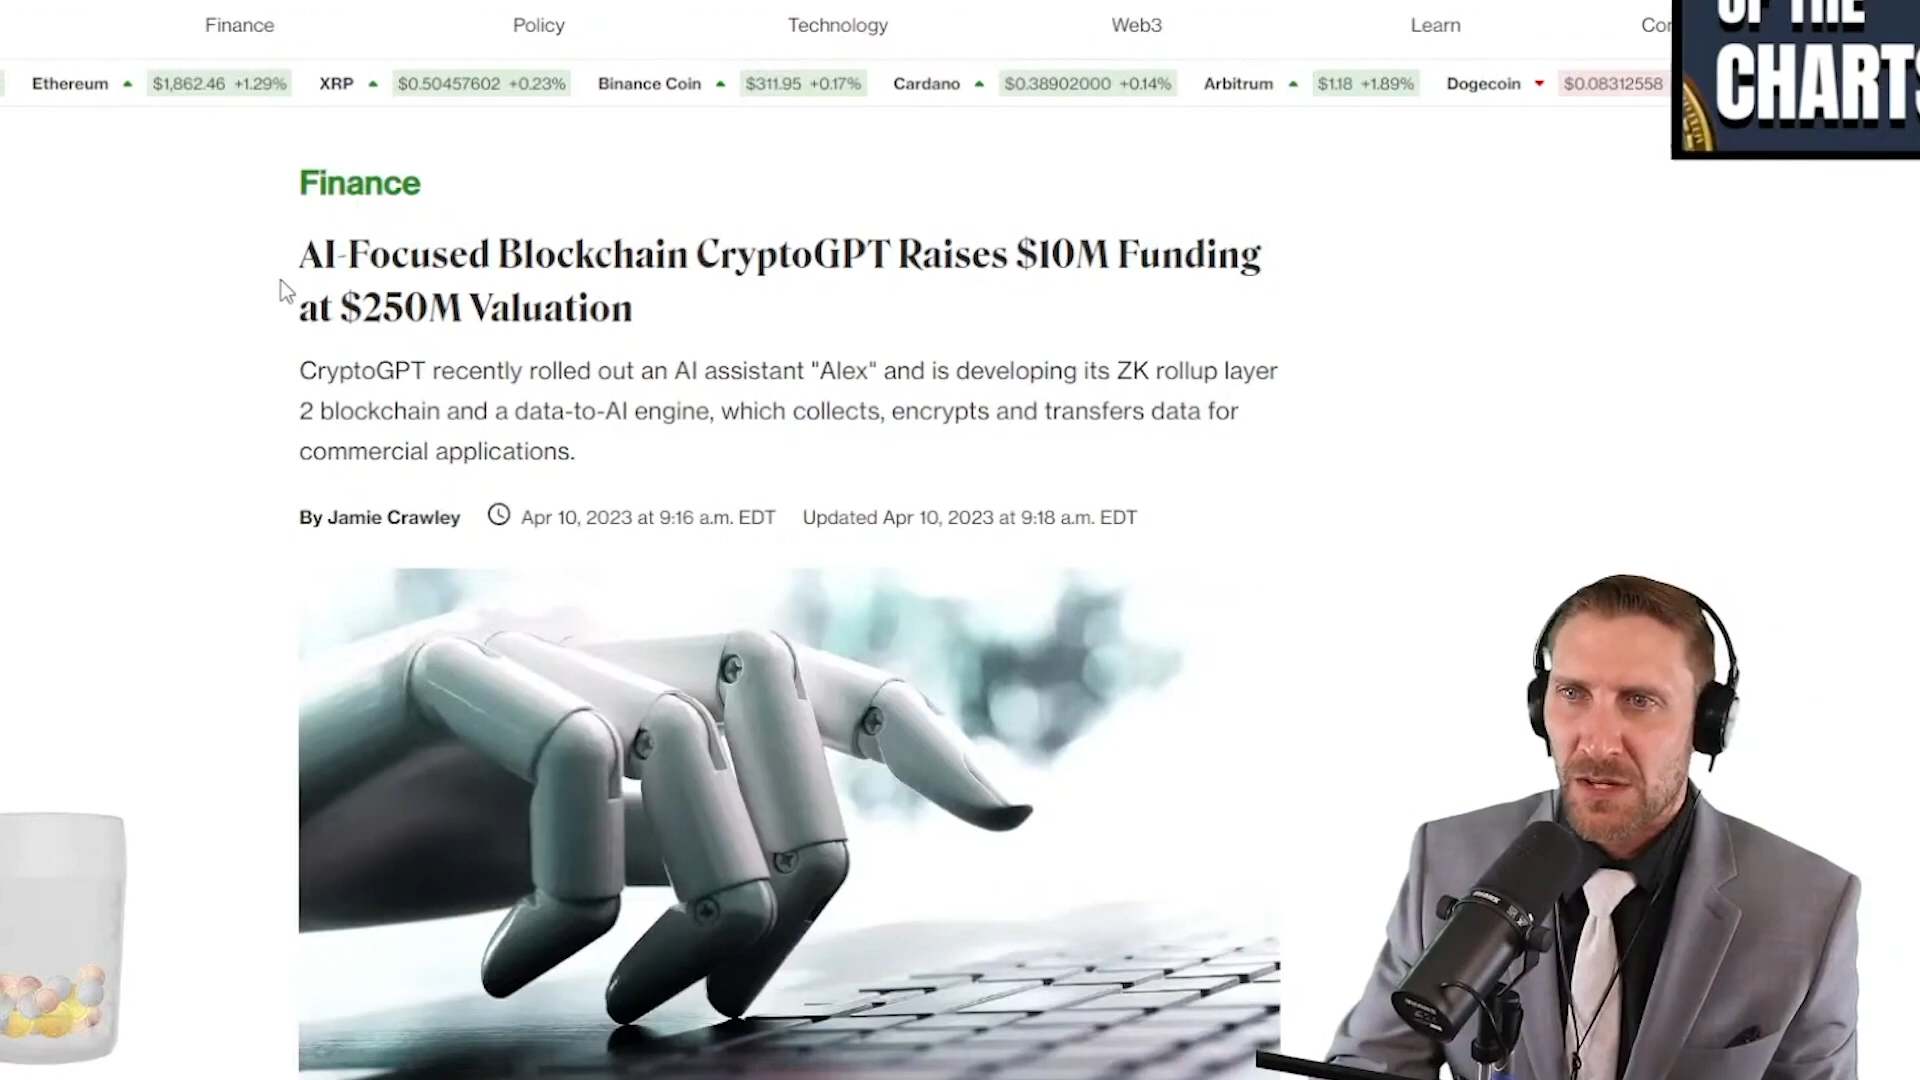 Finance Policy Technology Web3 Learn
Ethereum $1,862.46 +1.29% XRP $0.50457602 +0.23% Binance Coin $311.95 +0.17% Cardano $0.38902000 +0.14% Arbitrum $1.18 +1.89% Dogecoin $0.08312558
OF THE
CHARTS
Finance
AI-Focused Blockchain CryptoGPT Raises $10M Funding
at $250M Valuation
CryptoGPT recently rolled out an AI assistant "Alex" and is developing its ZK rollup layer
2 blockchain and a data-to-AI engine, which collects, encrypts and transfers data for
commercial applications.
By Jamie Crawley Apr 10, 2023 at 9:16 a.m. EDT Updated Apr 10, 2023 at 9:18 a.m. EDT